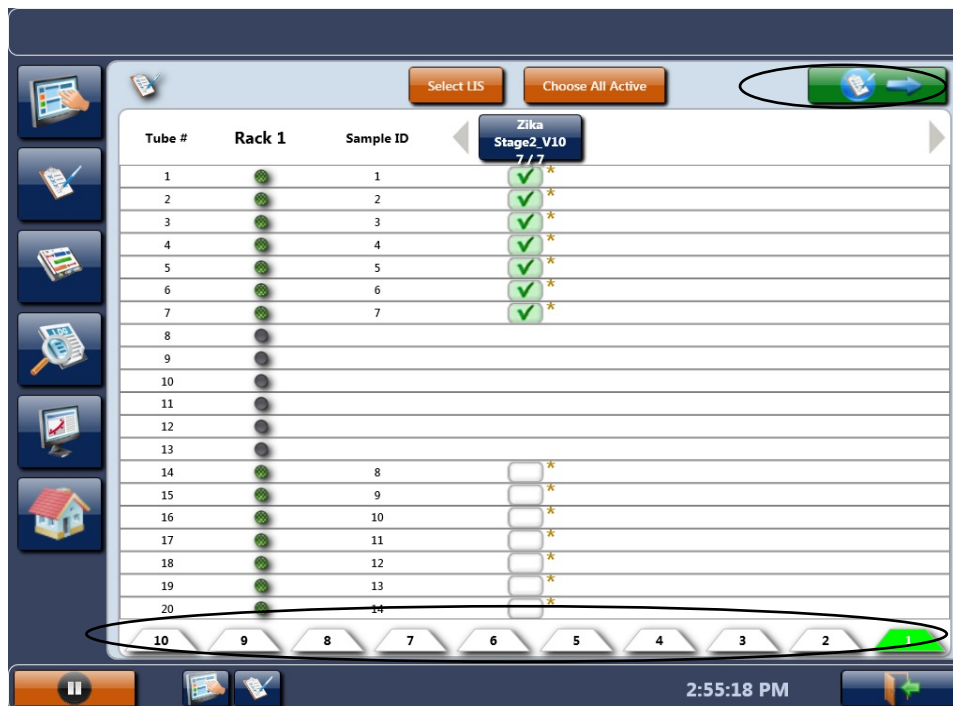 Select LIS Choose All Active
Tube # Rack 1 Sample ID Zika
Stage2_V10
7 / 7
1 1 *
2 2 *
3 3 *
4 4 *
5 5 *
6 6 *
7 7 *
8
9
10
11
12
13
14 8 *
15 9 *
16 10 *
17 11 *
18 12 *
19 13 *
20 14 *
10 9 8 7 6 5 4 3 2 1
2:55:18 PM
LOG